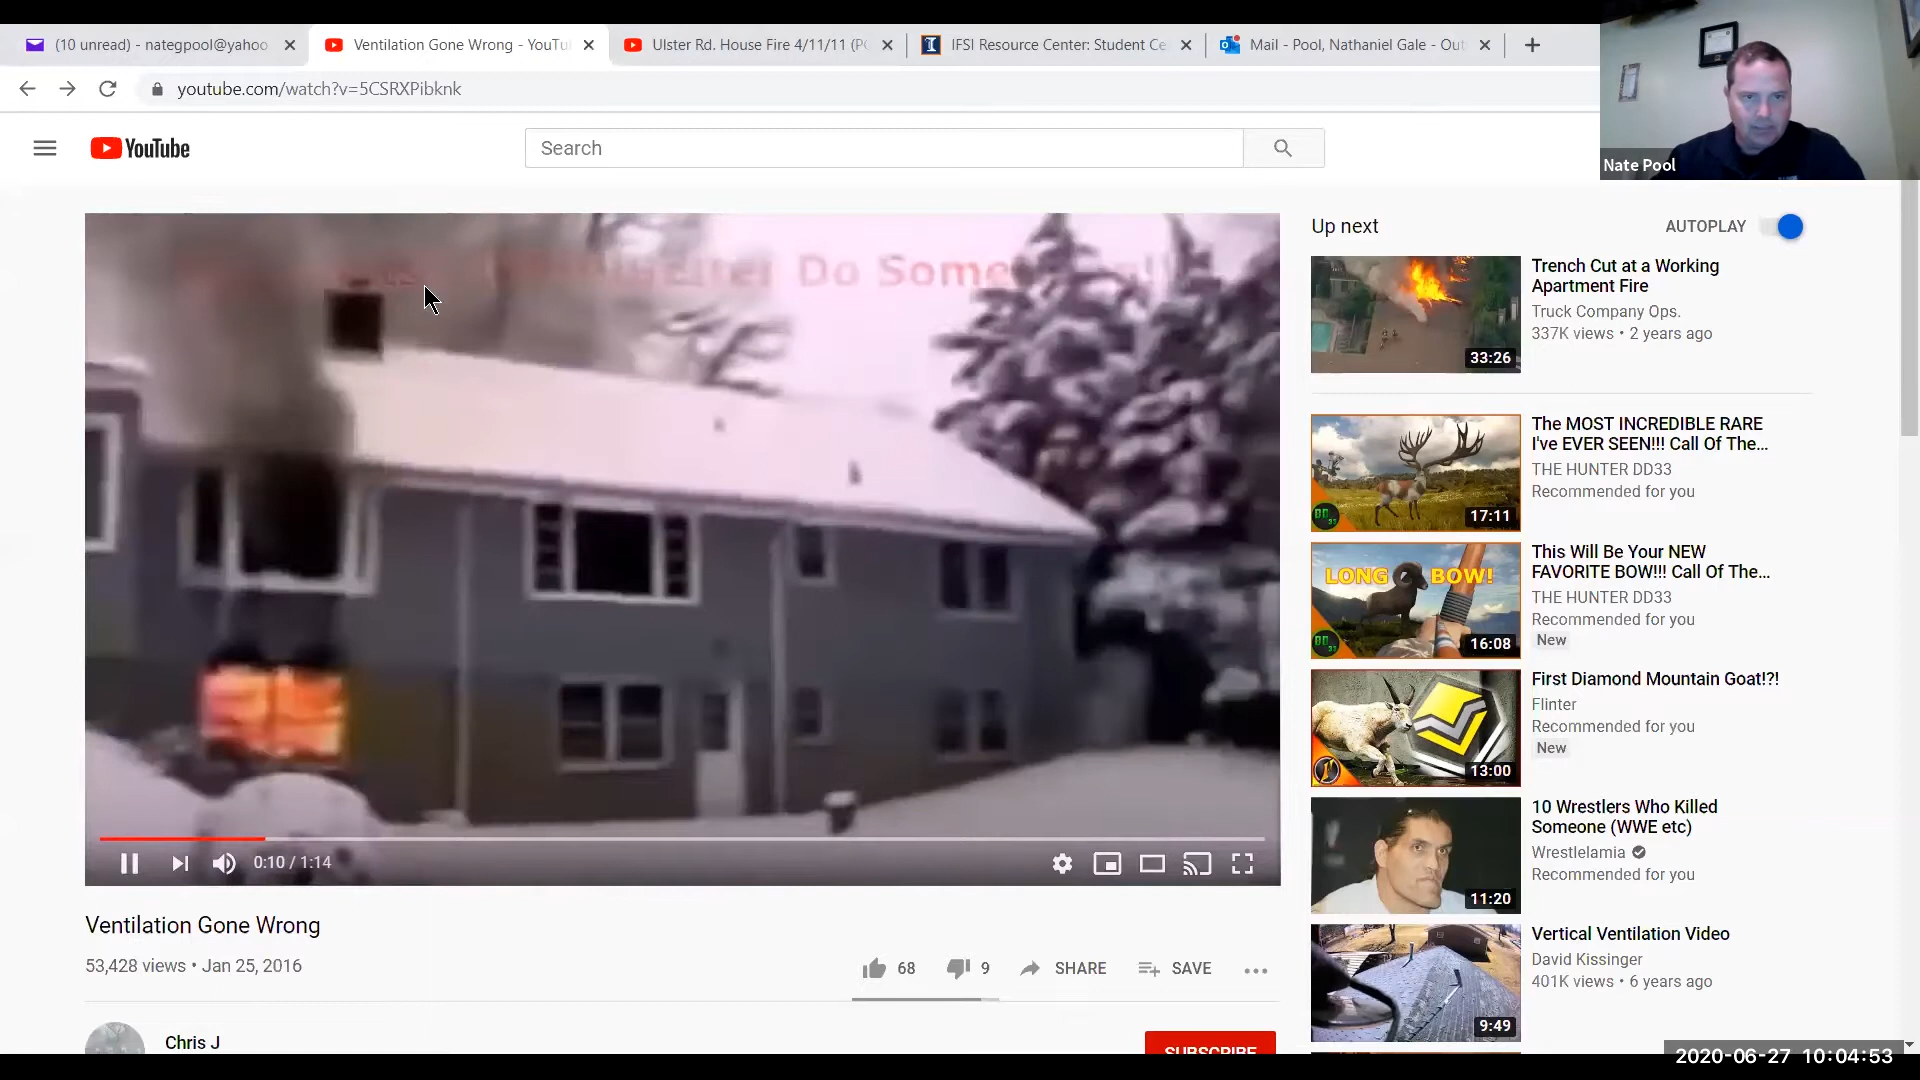 (10 unread) - nategpool@yahoo
Ventilation Gone Wrong - YouTu
Ulster Rd. House Fire 4/11/11 (PC
IFSI Resource Center: Student Ce
Mail - Pool, Nathaniel Gale - Out
youtube.com/watch?v=5CSRXPibknk
YouTube
Search
Nate Pool
Do Some
0:10 / 1:14
Ventilation Gone Wrong
53,428 views • Jan 25, 2016
68
9
SHARE
SAVE
Chris J
SUBSCRIBE
Up next
AUTOPLAY
33:26
Trench Cut at a Working
Apartment Fire
Truck Company Ops.
337K views • 2 years ago
17:11
The MOST INCREDIBLE RARE
I've EVER SEEN!!! Call Of The...
THE HUNTER DD33
Recommended for you
LONG BOW!
16:08
This Will Be Your NEW
FAVORITE BOW!!! Call Of The...
THE HUNTER DD33
Recommended for you
New
13:00
First Diamond Mountain Goat!?!
Flinter
Recommended for you
New
11:20
10 Wrestlers Who Killed
Someone (WWE etc)
Wrestlelamia
Recommended for you
9:49
Vertical Ventilation Video
David Kissinger
401K views • 6 years ago
2020-06-27 10:04:53